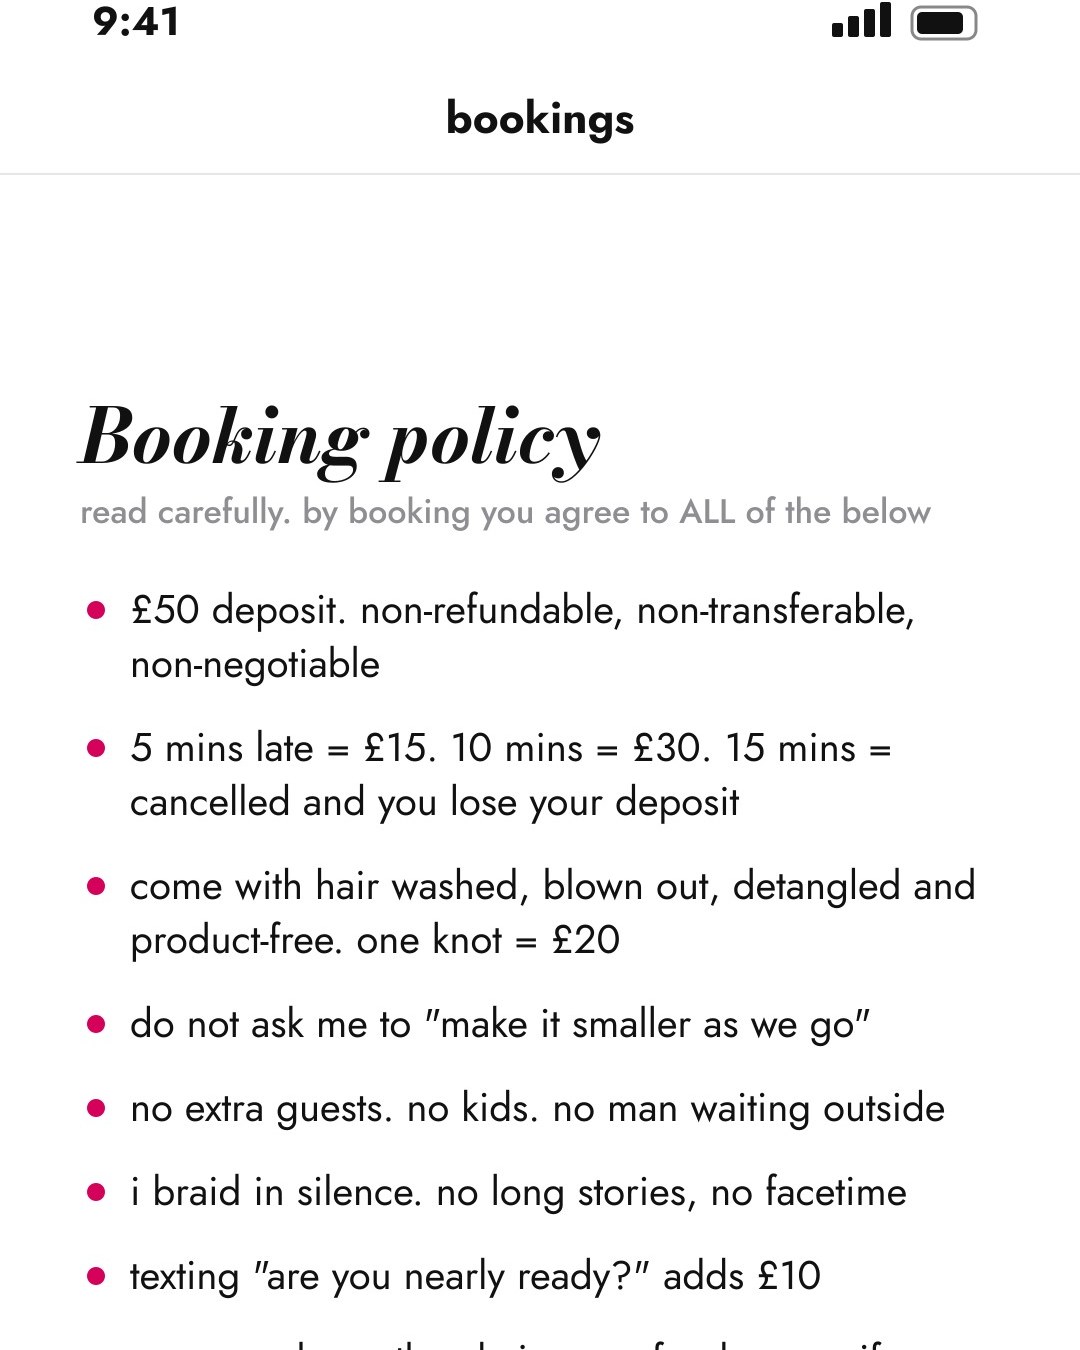 9:41
bookings
Booking policy
read carefully. by booking you agree to ALL of the below
£50 deposit. non-refundable, non-transferable,
non-negotiable
5 mins late = £15. 10 mins = £30. 15 mins =
cancelled and you lose your deposit
come with hair washed, blown out, detangled and
product-free. one knot = £20
do not ask me to "make it smaller as we go"
no extra guests. no kids. no man waiting outside
i braid in silence. no long stories, no facetime
texting "are you nearly ready?" adds £10